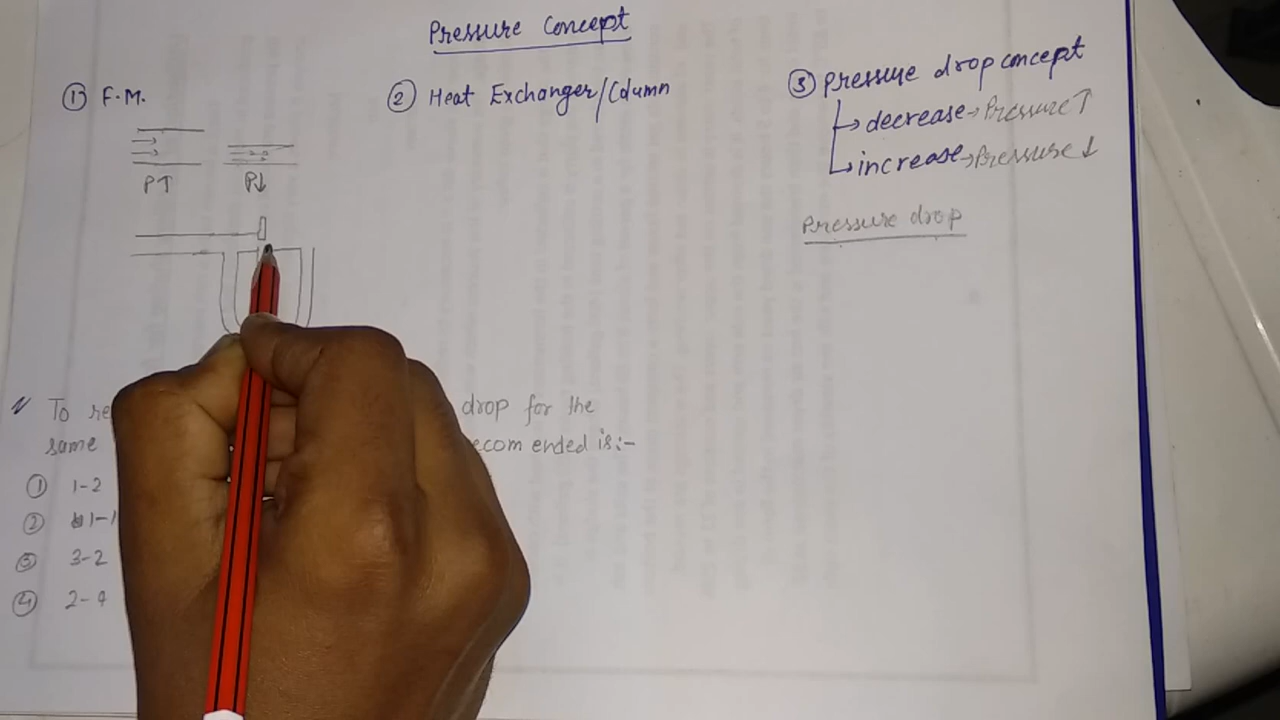 Pressure Concept
① F.M.
P↑ P↓
② Heat Exchanger/Column
③ Pressure drop concept
↳ decrease→Pressure↑
↳ increase→Pressure↓
Pressure drop
To re drop for the
same ecom ended is:-
① 1-2
② 1-1
③ 3-2
④ 2-4